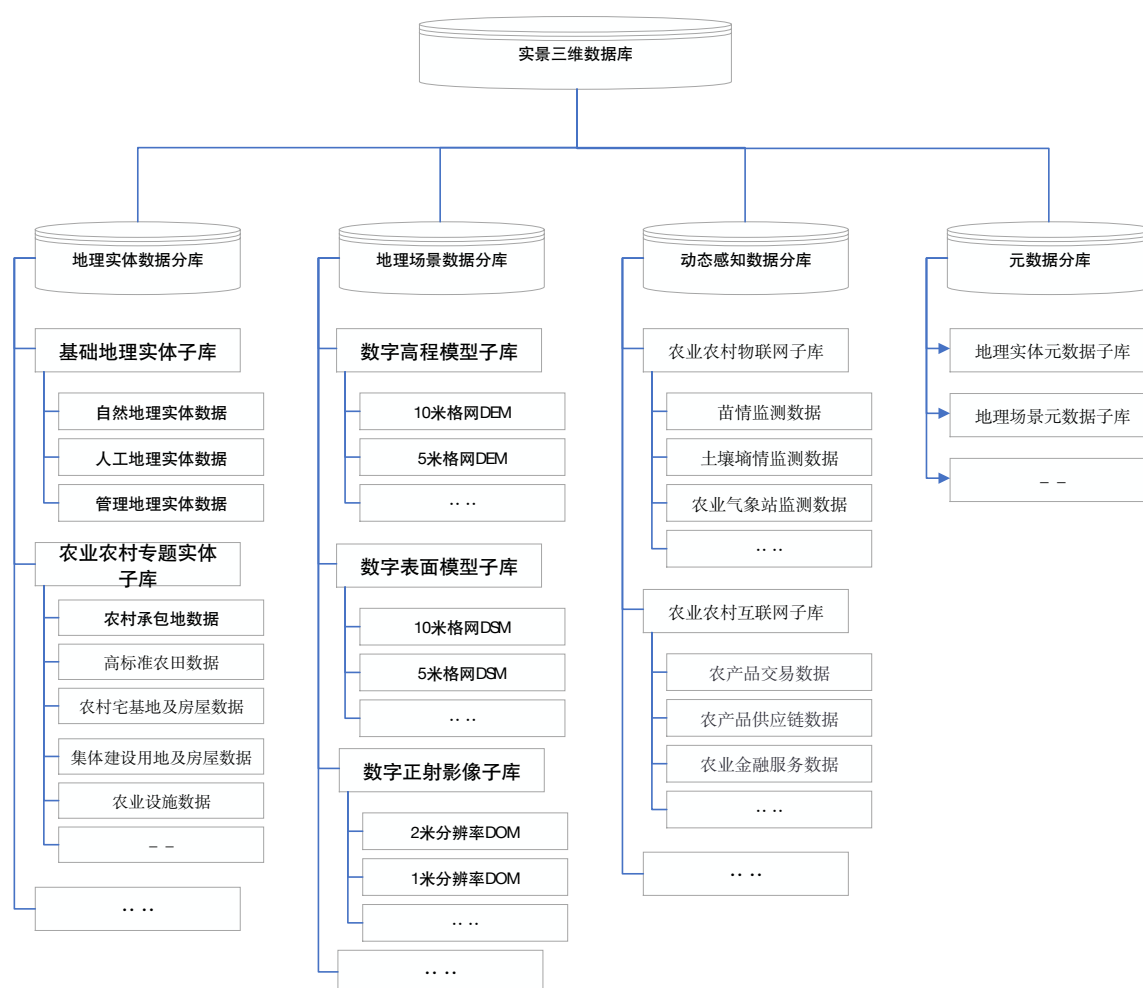 实景三维数据库
地理实体数据分库
基础地理实体子库
自然地理实体数据
人工地理实体数据
管理地理实体数据
农业农村专题实体
子库
农村承包地数据
高标准农田数据
农村宅基地及房屋数据
集体建设用地及房屋数据
农业设施数据
– –
‥ ‥
地理场景数据分库
数字高程模型子库
10米格网DEM
5米格网DEM
‥ ‥
数字表面模型子库
10米格网DSM
5米格网DSM
‥ ‥
数字正射影像子库
2米分辨率DOM
1米分辨率DOM
‥ ‥
‥ ‥
动态感知数据分库
农业农村物联网子库
苗情监测数据
土壤墒情监测数据
农业气象站监测数据
‥ ‥
农业农村互联网子库
农产品交易数据
农产品供应链数据
农业金融服务数据
‥ ‥
‥ ‥
元数据分库
地理实体元数据子库
地理场景元数据子库
– –